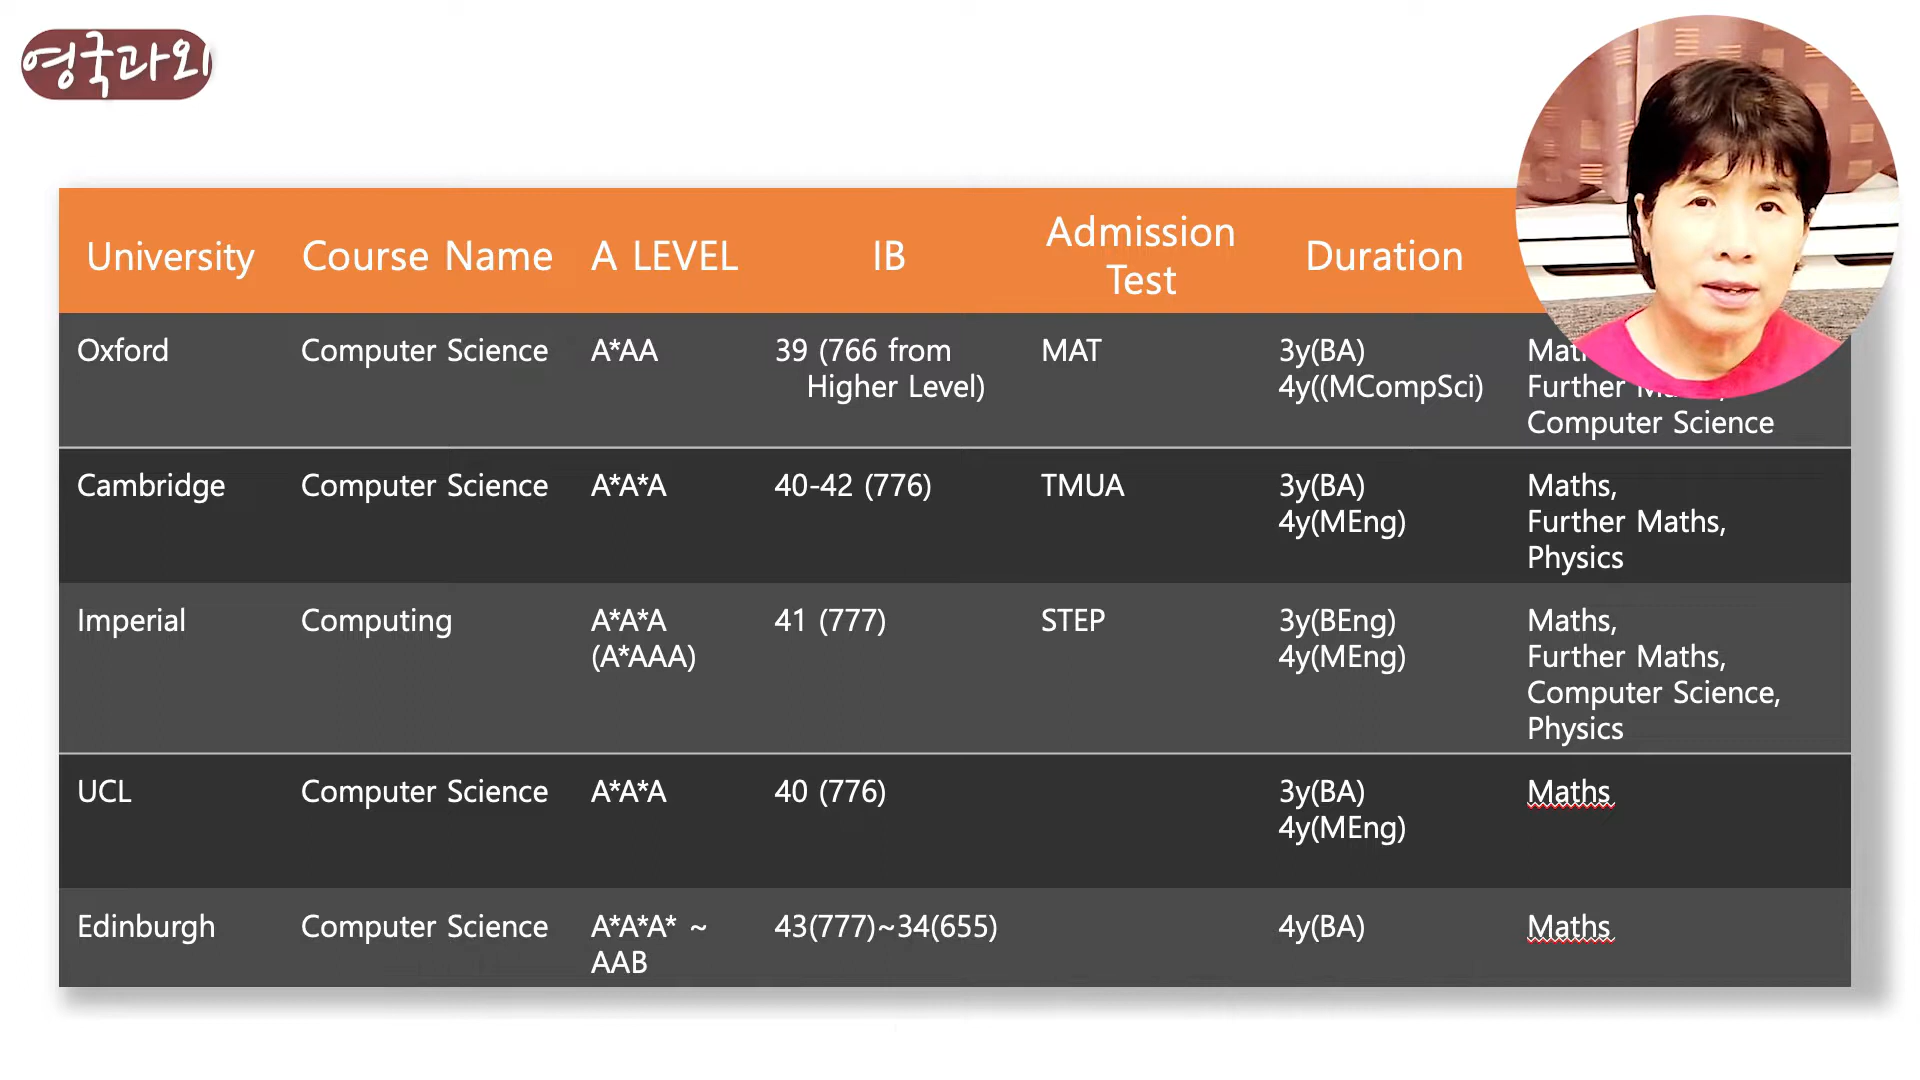 영국과외
University Course Name A LEVEL IB Admission Test Duration
Oxford Computer Science A*AA 39 (766 from Higher Level) MAT 3y(BA) 4y((MCompSci) Further Computer Science
Cambridge Computer Science A*A*A 40-42 (776) TMUA 3y(BA) 4y(MEng) Maths, Further Maths, Physics
Imperial Computing A*A*A (A*AAA) 41 (777) STEP 3y(BEng) 4y(MEng) Maths, Further Maths, Computer Science, Physics
UCL Computer Science A*A*A 40 (776) 3y(BA) 4y(MEng) Maths
Edinburgh Computer Science A*A*A* ~ AAB 43(777)~34(655) 4y(BA) Maths